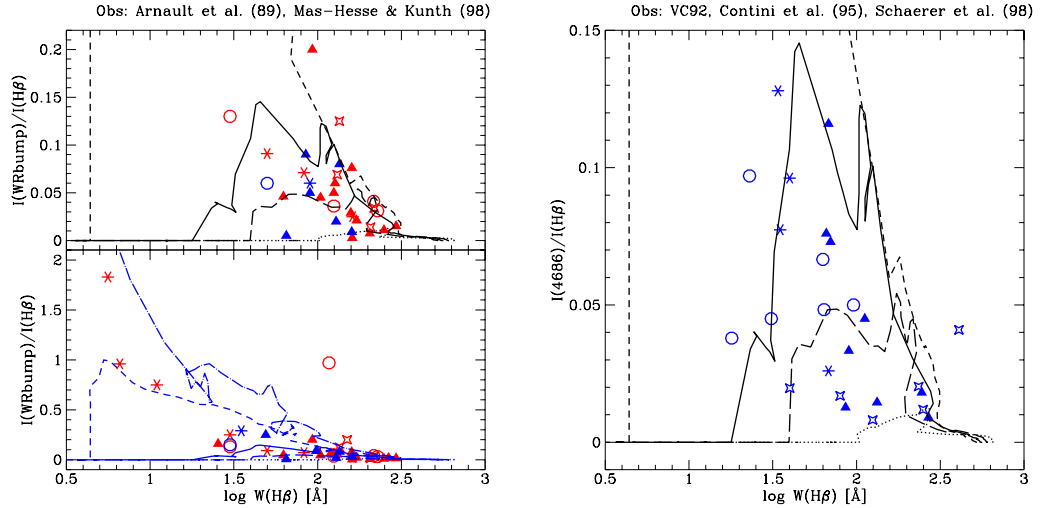 Obs: Arnault et al. (89), Mas-Hesse & Kunth (98)
I(WRbump)/I(Hβ)
0.2
0.15
0.1
0.05
0
I(WRbump)/I(Hβ)
2
1.5
1
0.5
0
0.5 1 1.5 2 2.5 3
log W(Hβ) [Å]
Obs: VC92, Contini et al. (95), Schaerer et al. (98)
I(4686)/I(Hβ)
0.15
0.1
0.05
0
0.5 1 1.5 2 2.5 3
log W(Hβ) [Å]